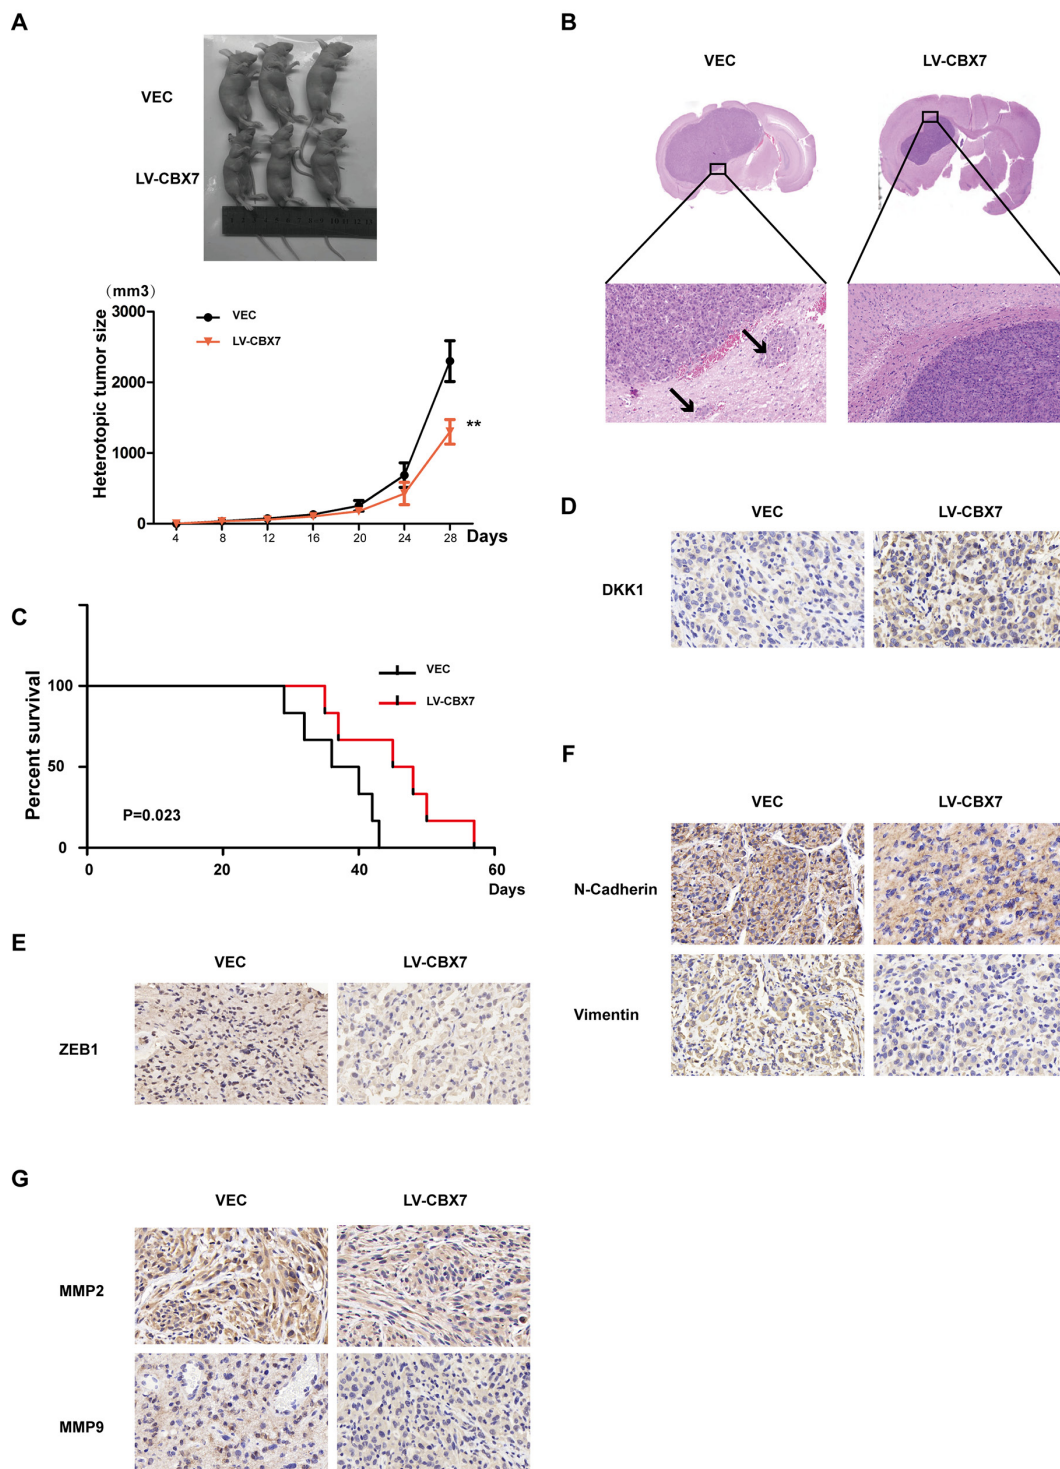 A
VEC
LV-CBX7
(mm3)
Heterotopic tumor size
3000
2000
1000
0
VEC
LV-CBX7
**
4 8 12 16 20 24 28 Days
B
VEC LV-CBX7
C
Percent survival
100
50
0
VEC
LV-CBX7
P=0.023
0 20 40 60
Days
D
VEC LV-CBX7
DKK1
E
VEC LV-CBX7
ZEB1
F
VEC LV-CBX7
N-Cadherin
Vimentin
G
VEC LV-CBX7
MMP2
MMP9